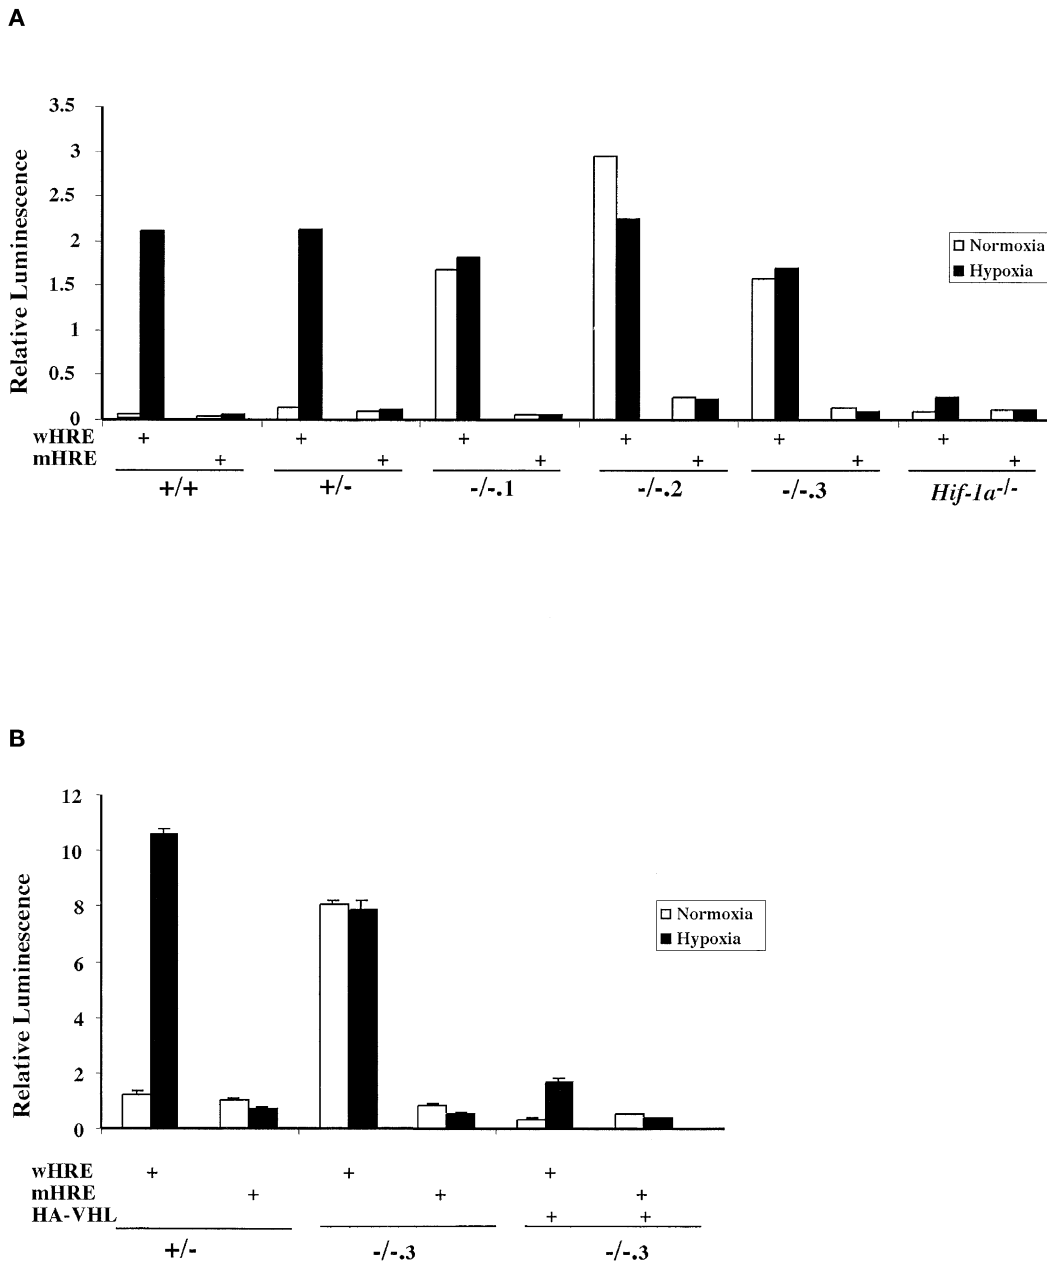 A
3.5
3
2.5
2
1.5
1
0.5
0
Relative Luminescence
Normoxia
Hypoxia
wHRE + + + + + +
mHRE + + + + + +
+/+ +/- -/-.1 -/-.2 -/-.3 Hif-1a-/-
B
12
10
8
6
4
2
0
Relative Luminescence
Normoxia
Hypoxia
wHRE + + +
mHRE + + +
HA-VHL + +
+/- -/-.3 -/-.3